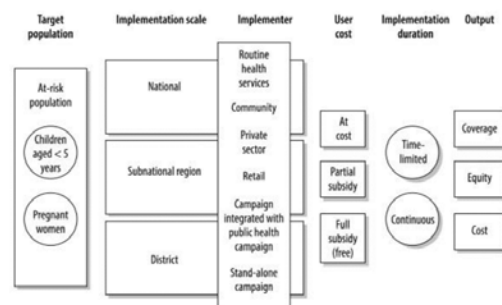 Target
population
Implementation scale
Implementer
User
cost
Implementation
duration
Output
At-risk
population
Children
aged < 5
years
Pregnant
women
National
Subnational region
District
Routine
health
services
Community
Private
sector
Retail
Campaign
integrated with
public health
campaign
Stand-alone
campaign
At
cost
Partial
subsidy
Full
subsidy
(free)
Time-
limited
Continuous
Coverage
Equity
Cost